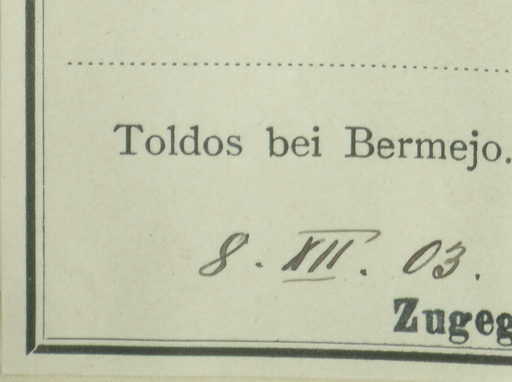 Toldos bei Bermejo.
8. XII. 03.
Zugeg